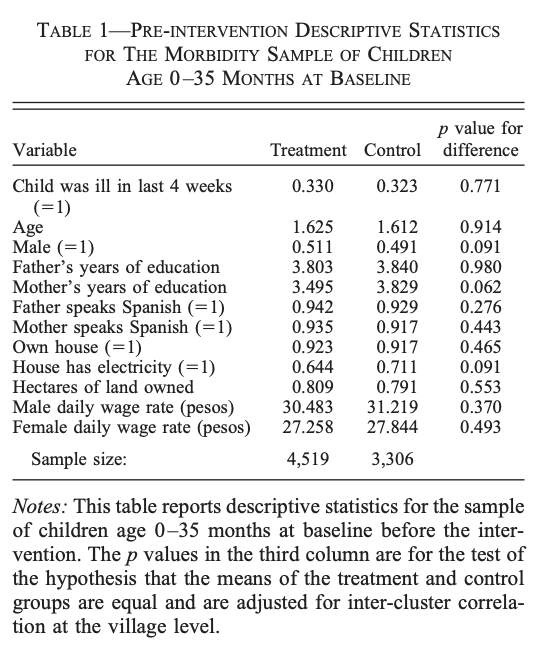 TABLE 1—PRE-INTERVENTION DESCRIPTIVE STATISTICS
FOR THE MORBIDITY SAMPLE OF CHILDREN
AGE 0–35 MONTHS AT BASELINE
p value for
Variable Treatment Control difference
Child was ill in last 4 weeks 0.330 0.323 0.771
(=1)
Age 1.625 1.612 0.914
Male (=1) 0.511 0.491 0.091
Father's years of education 3.803 3.840 0.980
Mother's years of education 3.495 3.829 0.062
Father speaks Spanish (=1) 0.942 0.929 0.276
Mother speaks Spanish (=1) 0.935 0.917 0.443
Own house (=1) 0.923 0.917 0.465
House has electricity (=1) 0.644 0.711 0.091
Hectares of land owned 0.809 0.791 0.553
Male daily wage rate (pesos) 30.483 31.219 0.370
Female daily wage rate (pesos) 27.258 27.844 0.493
Sample size: 4,519 3,306
Notes: This table reports descriptive statistics for the sample
of children age 0–35 months at baseline before the inter-
vention. The p values in the third column are for the test of
the hypothesis that the means of the treatment and control
groups are equal and are adjusted for inter-cluster correla-
tion at the village level.